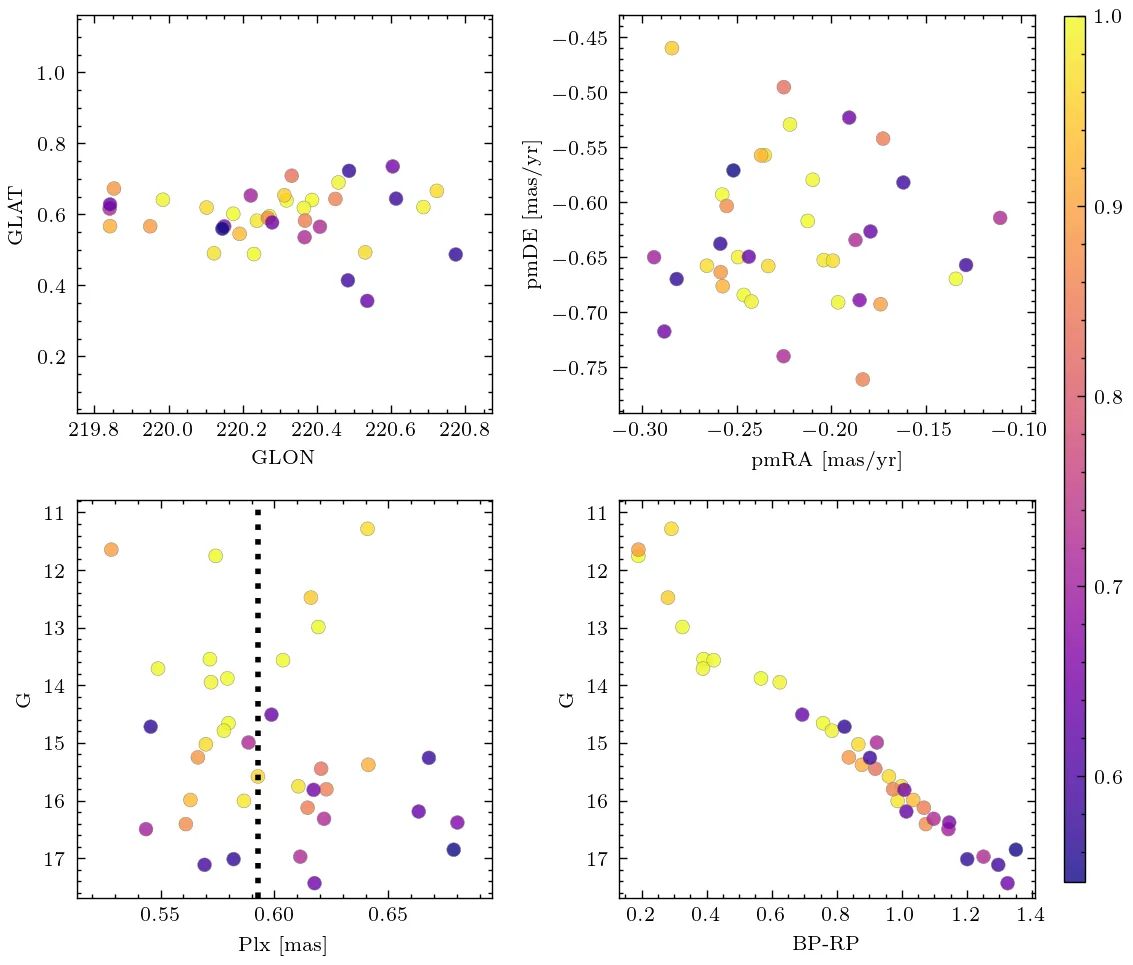 1.0
0.8
0.6
0.4
0.2
GLAT
219.8 220.0 220.2 220.4 220.6 220.8
GLON
−0.45
−0.50
−0.55
−0.60
−0.65
−0.70
−0.75
pmDE [mas/yr]
−0.30 −0.25 −0.20 −0.15 −0.10
pmRA [mas/yr]
1.0
0.9
0.8
0.7
0.6
11
12
13
14
15
16
17
G
0.55 0.60 0.65
Plx [mas]
11
12
13
14
15
16
17
G
0.2 0.4 0.6 0.8 1.0 1.2 1.4
BP-RP